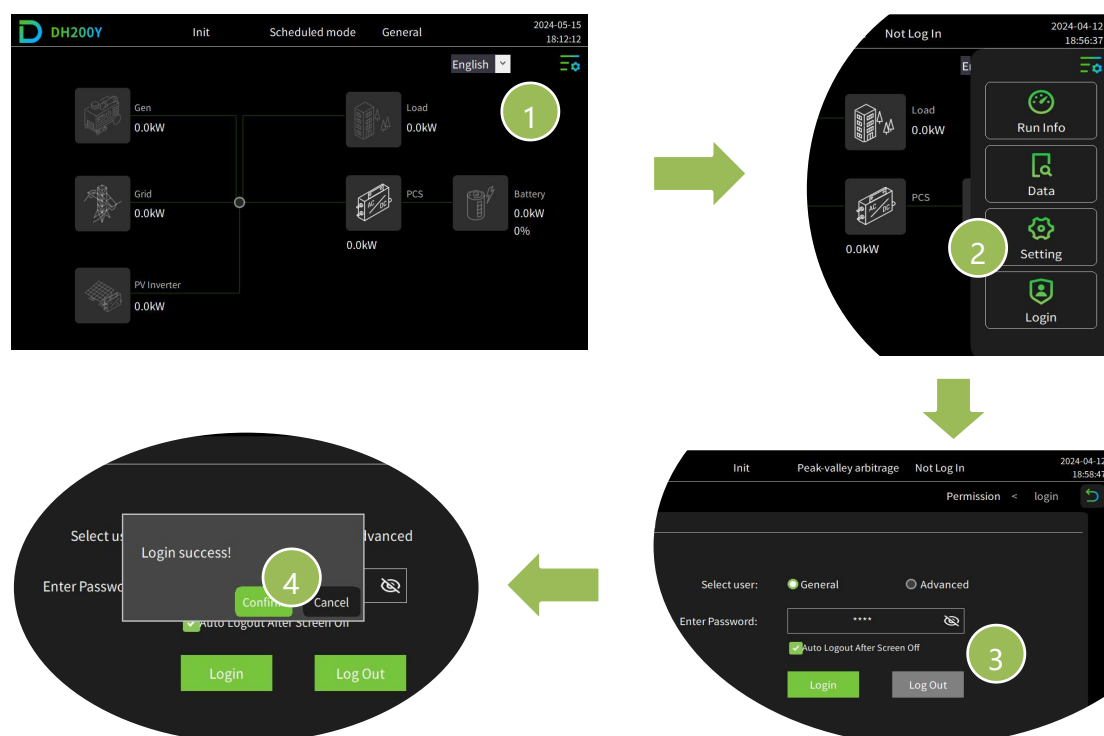 DH200Y Init Scheduled mode General 2024-05-15
18:12:12
English
1
Gen
0.0kW
Load
0.0kW
Grid
0.0kW
PCS
0.0kW
Battery
0.0kW
0%
PV Inverter
0.0kW
Not Log In 2024-04-12
18:56:37
Load
0.0kW
PCS
0.0kW
Run Info
Data
2
Setting
Login
Init Peak-valley arbitrage Not Log In 2024-04-12
18:58:47
Permission < login
Select user: General Advanced
Enter Password: ****
Auto Logout After Screen Off
3
Login Log Out
Login success!
4
Cancel
Auto Logout After Screen Off
Login Log Out